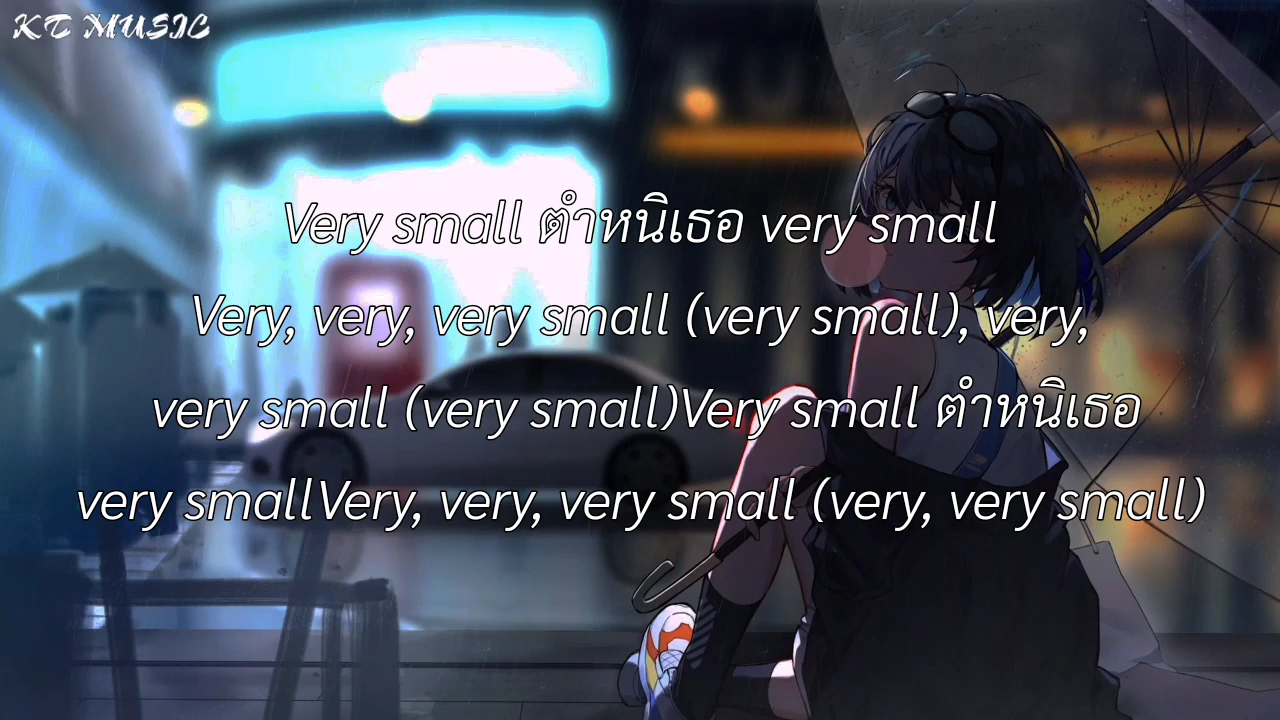 KT MUSIC
Very small ตำหนิเธอ very small
Very, very, very small (very small), very,
very small (very small)Very small ตำหนิเธอ
very smallVery, very, very small (very, very small)